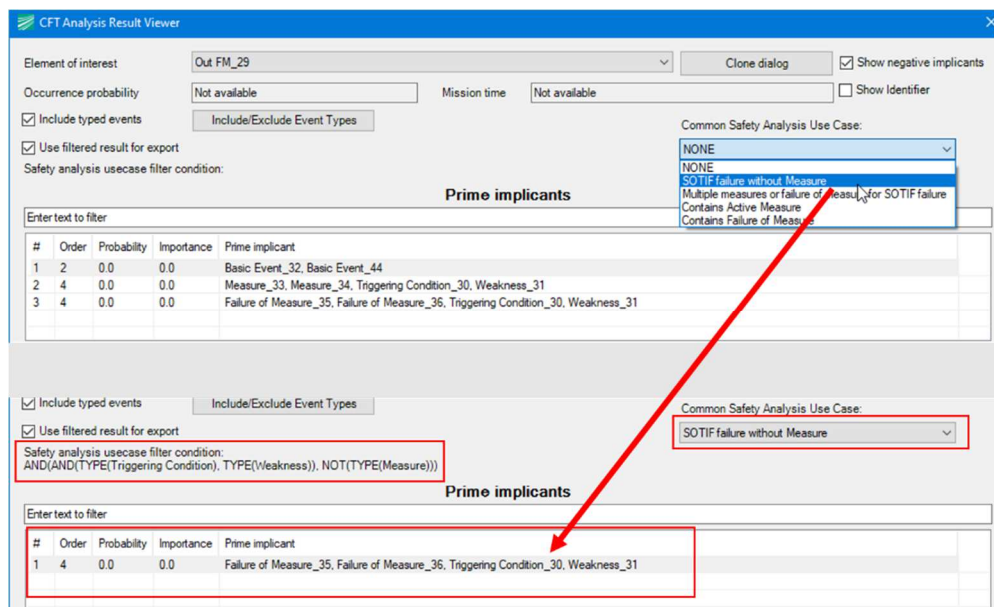 CFT Analysis Result Viewer
Element of interest Out FM_29 Clone dialog Show negative implicants
Occurrence probability Not available Mission time Not available Show Identifier
Include typed events Include/Exclude Event Types Common Safety Analysis Use Case:
Use filtered result for export NONE
Safety analysis usecase filter condition: NONE
SOTIF failure without Measure
Prime implicants Multiple measures or failure of Measure for SOTIF failure
Contains Active Measure
Enter text to filter Contains Failure of Measure
# Order Probability Importance Prime implicant
1 2 0.0 0.0 Basic Event_32, Basic Event_44
2 4 0.0 0.0 Measure_33, Measure_34, Triggering Condition_30, Weakness_31
3 4 0.0 0.0 Failure of Measure_35, Failure of Measure_36, Triggering Condition_30, Weakness_31
Include typed events Include/Exclude Event Types Common Safety Analysis Use Case:
Use filtered result for export SOTIF failure without Measure
Safety analysis usecase filter condition:
AND(AND(TYPE(Triggering Condition), TYPE(Weakness)), NOT(TYPE(Measure)))
Prime implicants
Enter text to filter
# Order Probability Importance Prime implicant
1 4 0.0 0.0 Failure of Measure_35, Failure of Measure_36, Triggering Condition_30, Weakness_31